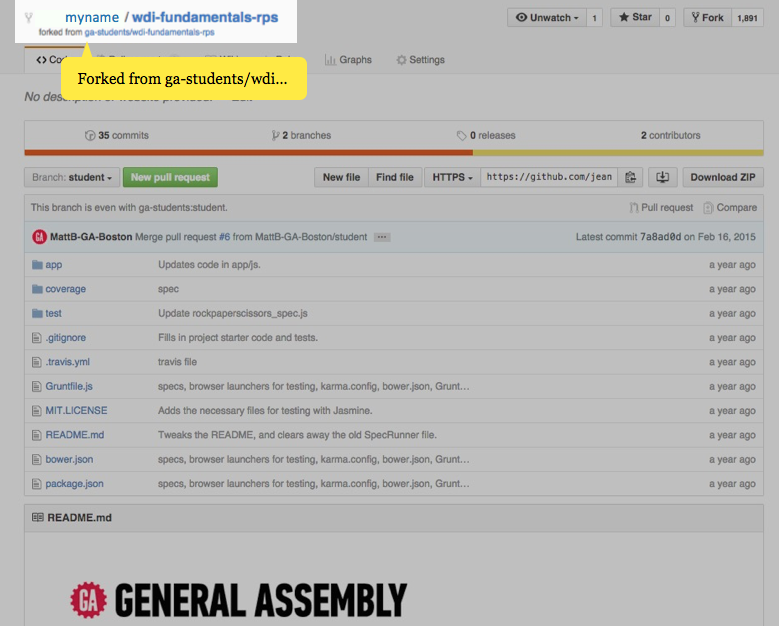 myname / wdi-fundamentals-rps
forked from ga-students/wdi-fundamentals-rps
Unwatch 1 Star 0 Fork 1,891
Graphs Settings
Forked from ga-students/wdi...
35 commits 2 branches 0 releases 2 contributors
Branch: student New pull request New file Find file HTTPS https://github.com/jean Download ZIP
This branch is even with ga-students:student. Pull request Compare
MattB-GA-Boston Merge pull request #6 from MattB-GA-Boston/student ... Latest commit 7a8ad0d on Feb 16, 2015
app Updates code in app/js. a year ago
coverage spec a year ago
test Update rockpaperscissors_spec.js a year ago
.gitignore Fills in project starter code and tests. a year ago
.travis.yml travis file a year ago
Gruntfile.js specs, browser launchers for testing, karma.config, bower.json, Grunt... a year ago
MIT.LICENSE Adds the necessary files for testing with Jasmine. a year ago
README.md Tweaks the README, and clears away the old SpecRunner file. a year ago
bower.json specs, browser launchers for testing, karma.config, bower.json, Grunt... a year ago
package.json specs, browser launchers for testing, karma.config, bower.json, Grunt... a year ago
README.md
GA GENERAL ASSEMBLY